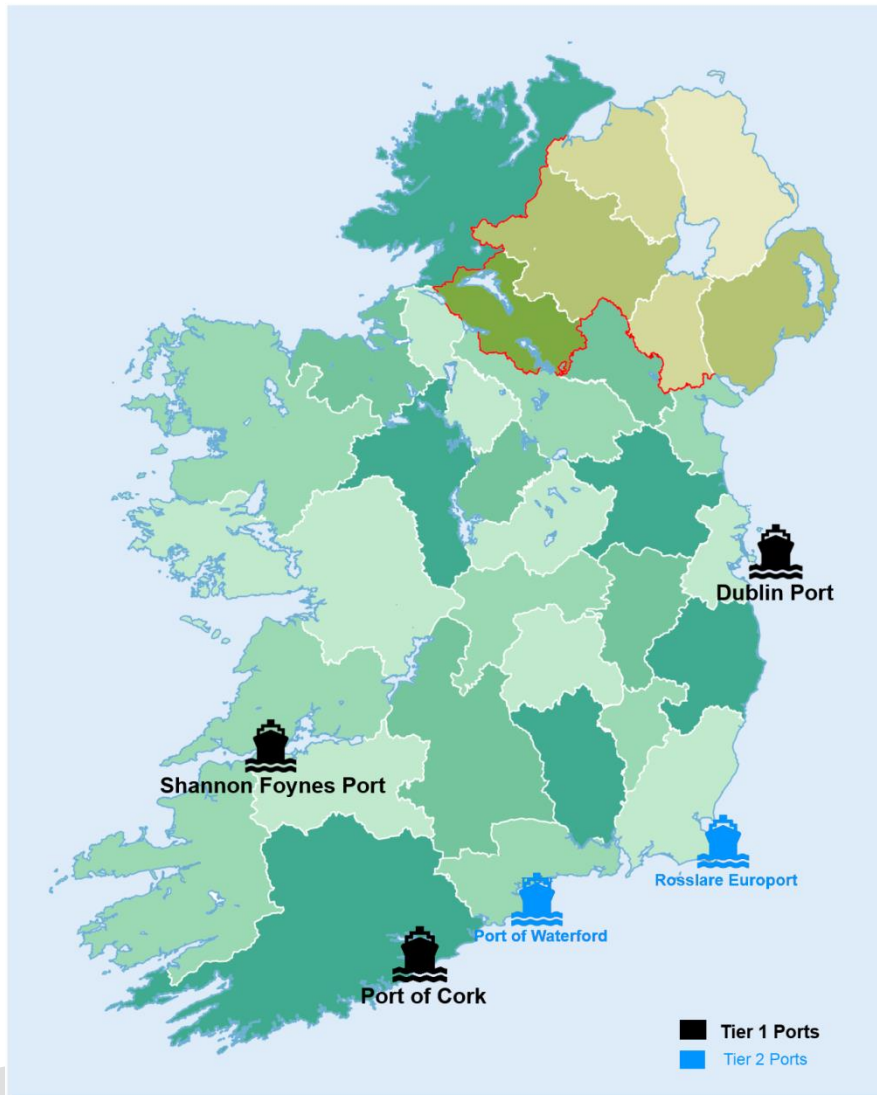 Dublin Port
Shannon Foynes Port
Rosslare Europort
Port of Waterford
Port of Cork
Tier 1 Ports
Tier 2 Ports